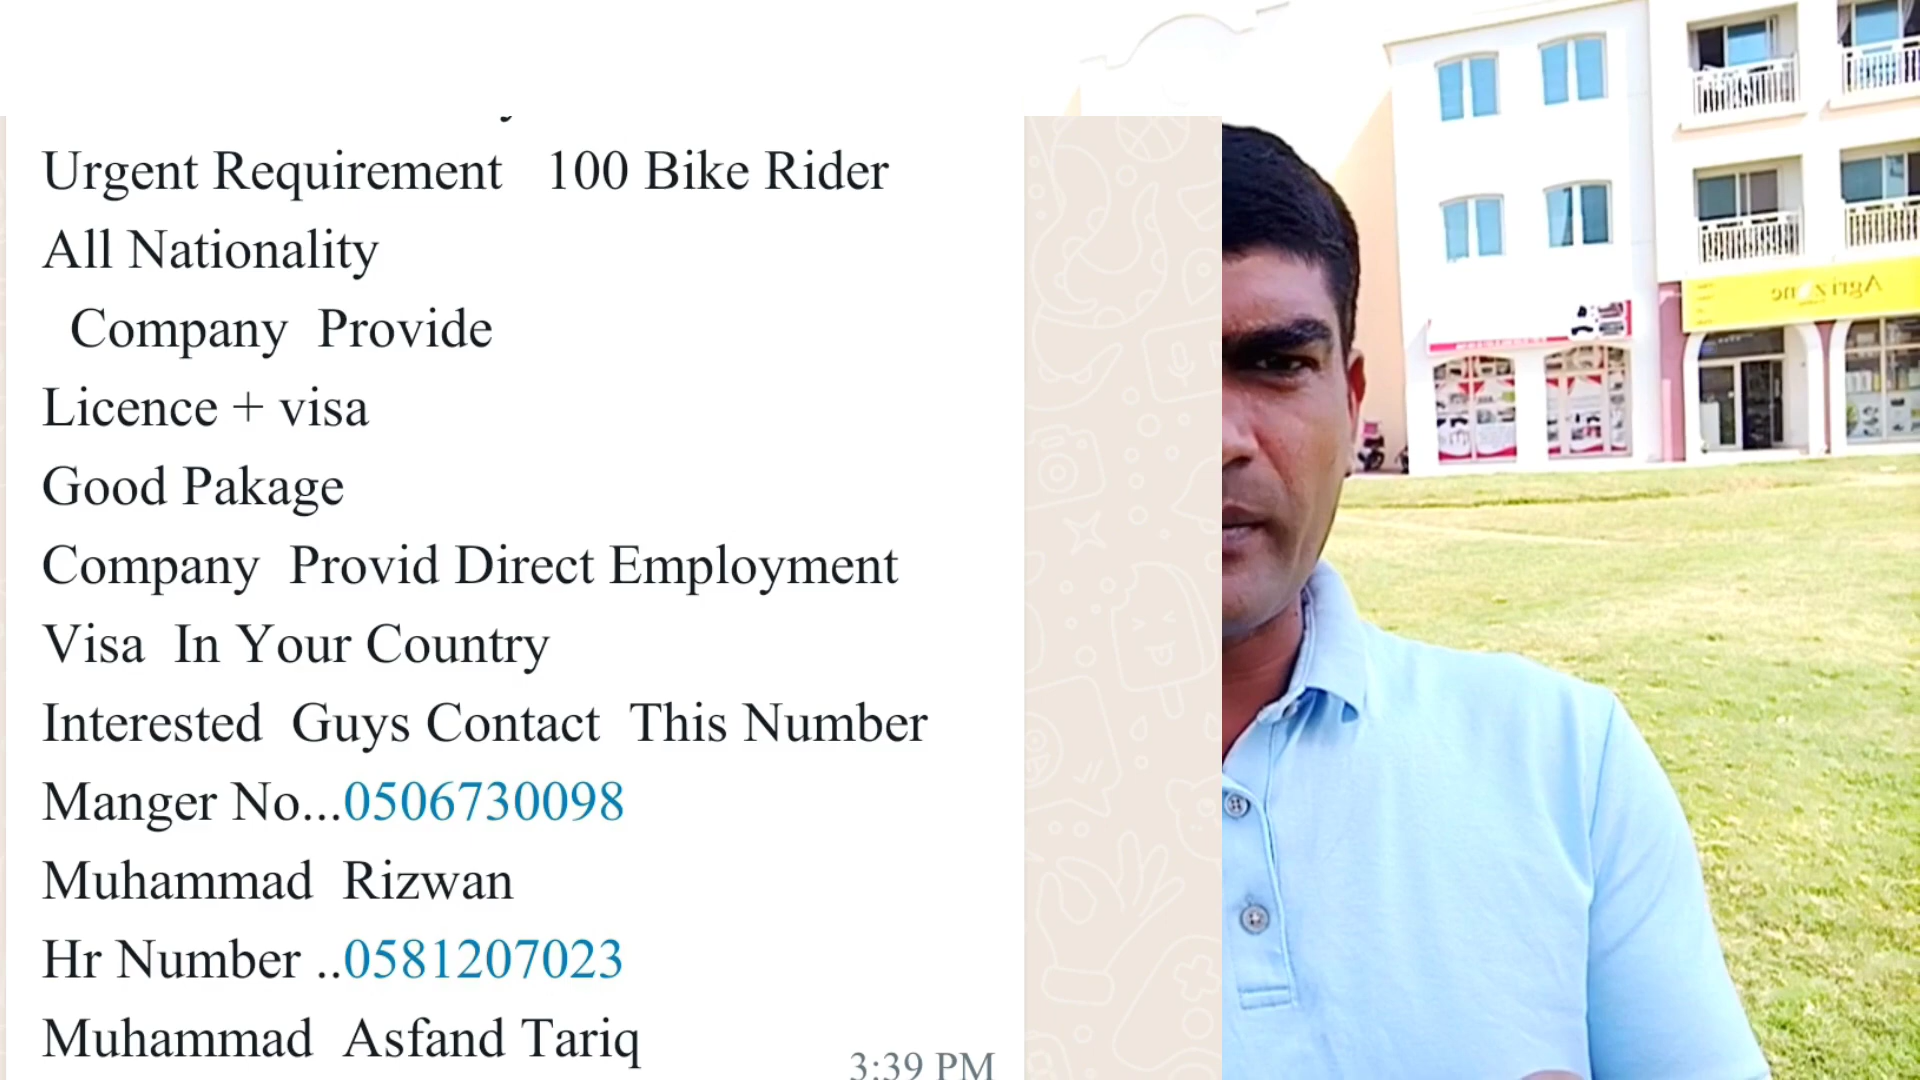 Urgent Requirement 100 Bike Rider
All Nationality
Company Provide
Licence + visa
Good Pakage
Company Provid Direct Employment
Visa In Your Country
Interested Guys Contact This Number
Manger No...0506730098
Muhammad Rizwan
Hr Number ..0581207023
Muhammad Asfand Tariq
3:39 PM
Agrizone